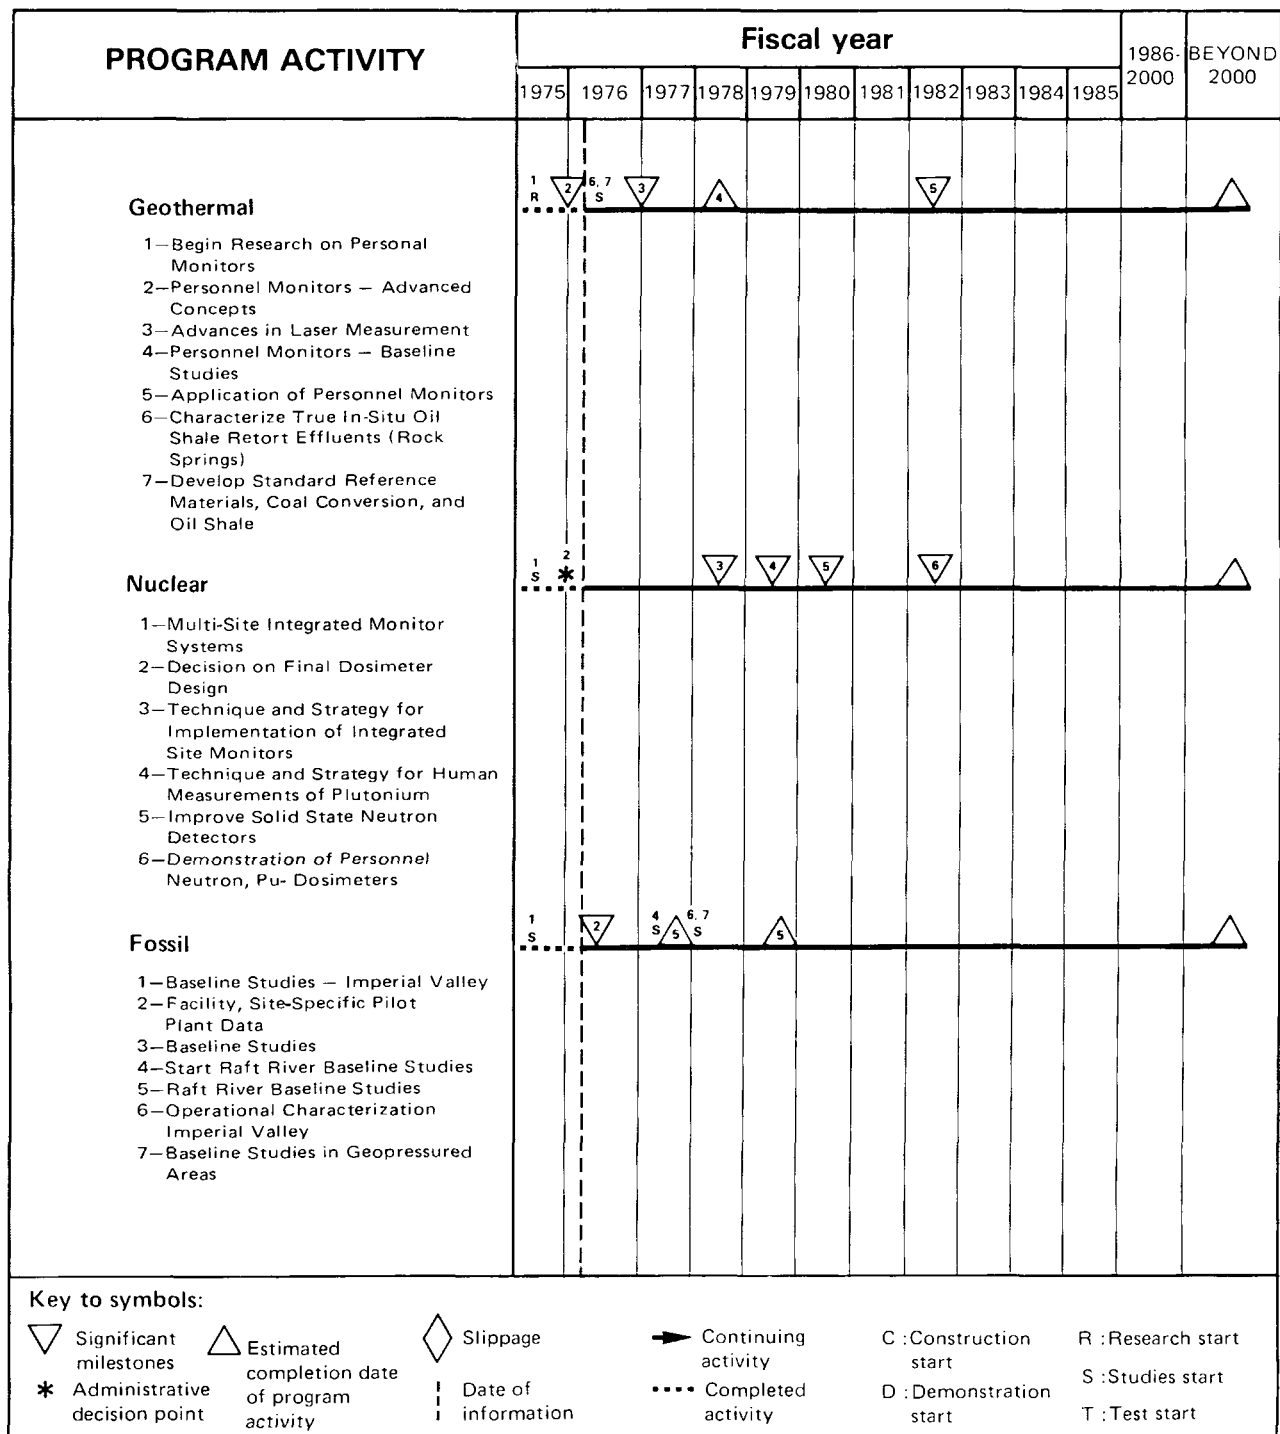 PROGRAM ACTIVITY
Fiscal year
1975 1976 1977 1978 1979 1980 1981 1982 1983 1984 1985
1986-
2000
BEYOND
2000
1
R
2
6, 7
S
3
4
5
Geothermal
1—Begin Research on Personal
Monitors
2—Personnel Monitors — Advanced
Concepts
3—Advances in Laser Measurement
4—Personnel Monitors — Baseline
Studies
5—Application of Personnel Monitors
6—Characterize True In-Situ Oil
Shale Retort Effluents (Rock
Springs)
7—Develop Standard Reference
Materials, Coal Conversion, and
Oil Shale
1
S
2
*
3
4
5
6
Nuclear
1—Multi-Site Integrated Monitor
Systems
2—Decision on Final Dosimeter
Design
3—Technique and Strategy for
Implementation of Integrated
Site Monitors
4—Technique and Strategy for Human
Measurements of Plutonium
5—Improve Solid State Neutron
Detectors
6—Demonstration of Personnel
Neutron, Pu- Dosimeters
1
S
2
4
S
5
6, 7
S
5
Fossil
1—Baseline Studies — Imperial Valley
2—Facility, Site-Specific Pilot
Plant Data
3—Baseline Studies
4—Start Raft River Baseline Studies
5—Raft River Baseline Studies
6—Operational Characterization
Imperial Valley
7—Baseline Studies in Geopressured
Areas
Key to symbols:
Significant
milestones
* Administrative
decision point
Estimated
completion date
of program
activity
Slippage
Date of
information
Continuing
activity
Completed
activity
C :Construction
start
D :Demonstration
start
R :Research start
S :Studies start
T :Test start